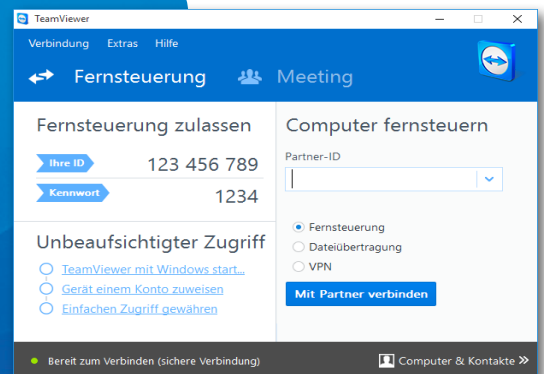 TeamViewer
Verbindung Extras Hilfe
Fernsteuerung Meeting
Fernsteuerung zulassen
Ihre ID 123 456 789
Kennwort 1234
Unbeaufsichtigter Zugriff
TeamViewer mit Windows start...
Gerät einem Konto zuweisen
Einfachen Zugriff gewähren
Computer fernsteuern
Partner-ID
Fernsteuerung
Dateiübertragung
VPN
Mit Partner verbinden
Bereit zum Verbinden (sichere Verbindung)
Computer & Kontakte